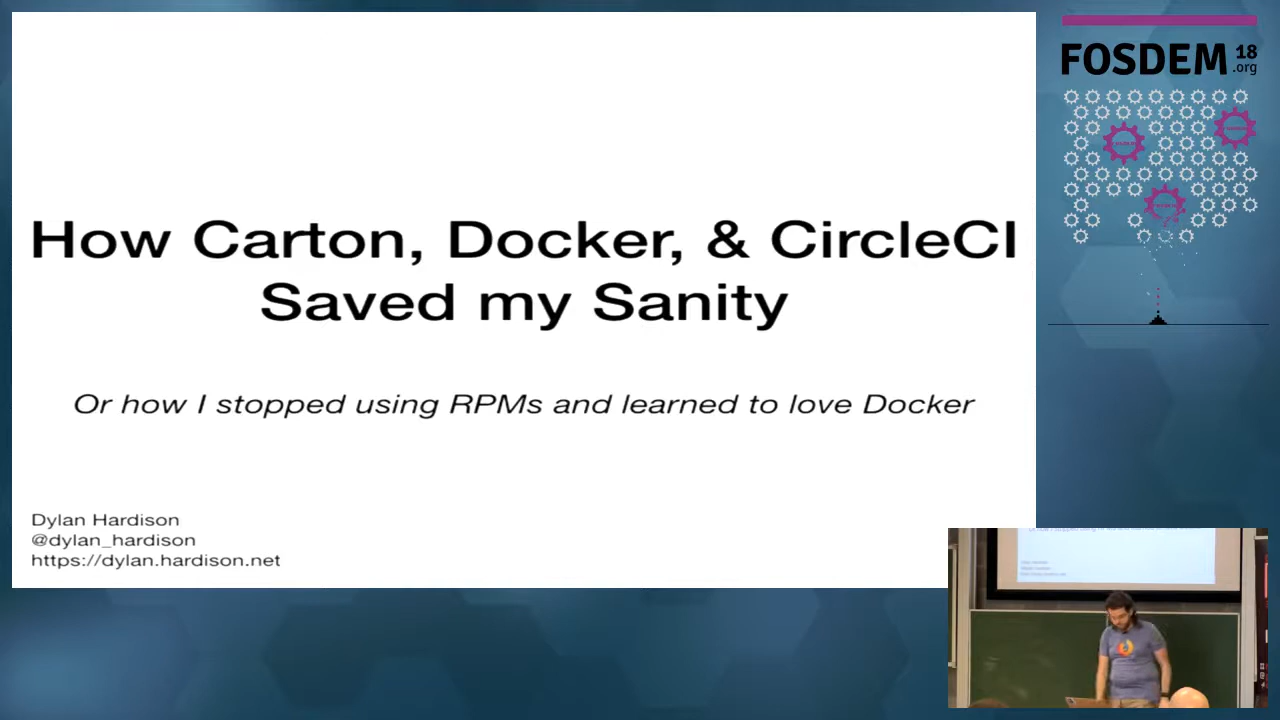 How Carton, Docker, & CircleCI
Saved my Sanity
Or how I stopped using RPMs and learned to love Docker
Dylan Hardison
@dylan_hardison
https://dylan.hardison.net
FOSDEM 18
.org